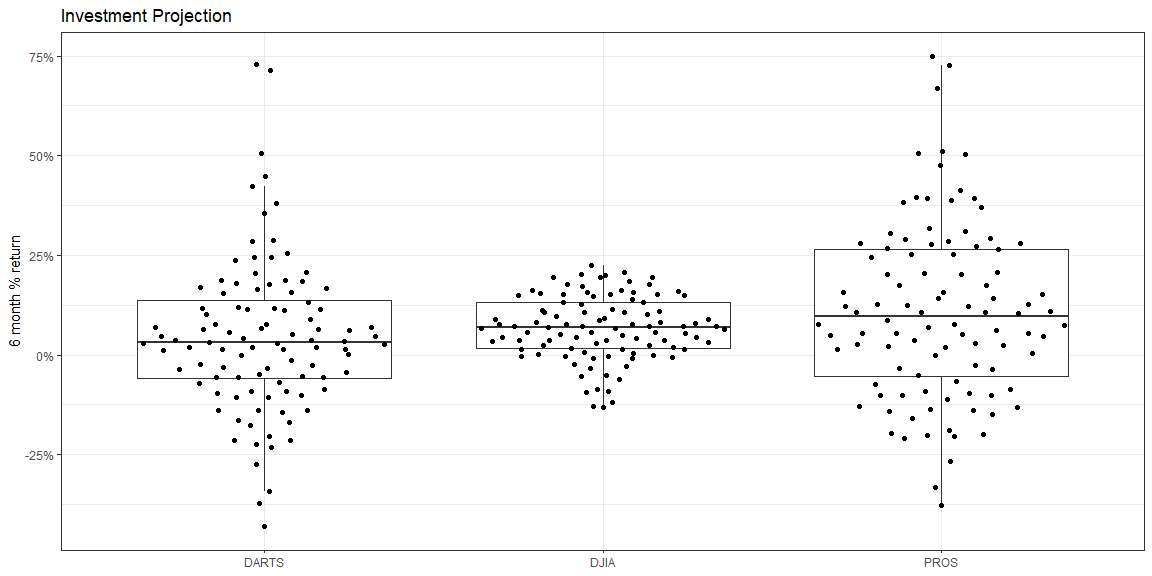 Investment Projection
75%
50%
25%
0%
-25%
6 month % return
DARTS
DJIA
PROS